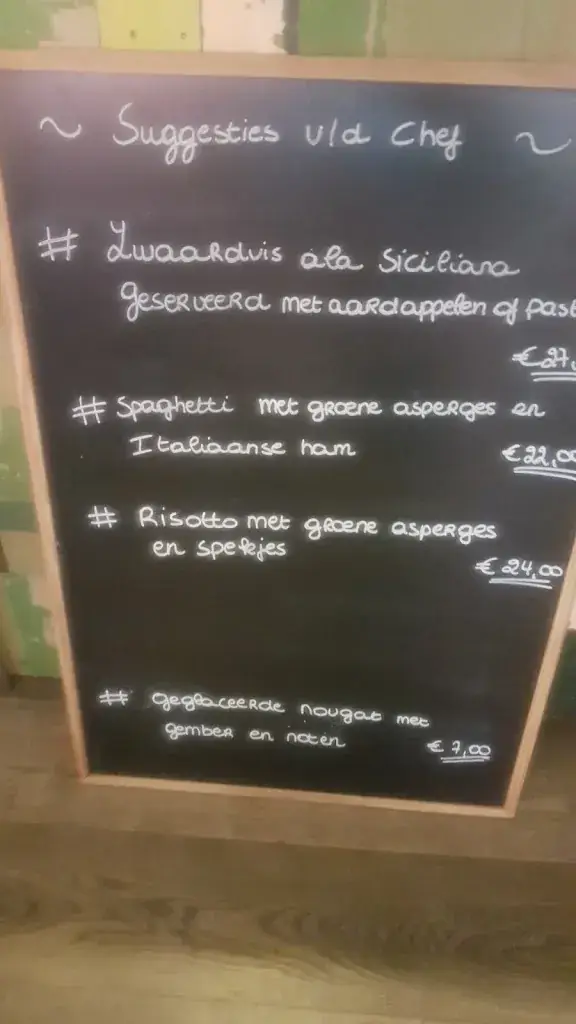 ~ Suggesties v/d Chef ~
# Zwaardvis ala Siciliana
geserveerd met aardappelen of past
€ 27,
# Spaghetti met groene asperges en
Italiaanse ham
€ 22,00
# Risotto met groene asperges
en spekjes
€ 24,00
# geglaceerde nougat met
gember en noten
€ 7,00